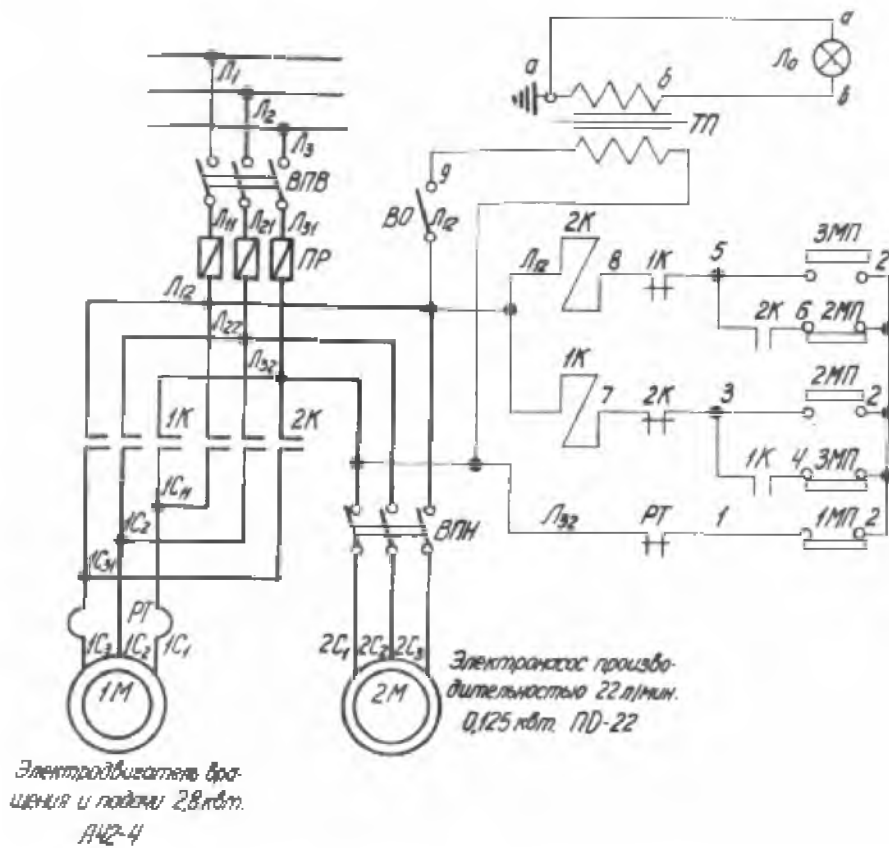 Л₁
Л₂
Л₃
ВПВ
Л₁₁ Л₂₁ Л₃₁
ПР
Л₁₂
Л₂₂
Л₃₂
1К 2К
1С₁₁
1С₂
1С₃₁
РТ
1С₃ 1С₂ 1С₁
1М
Электродвигатель вра-
щения и подачи 2,8 квт.
А42-4
ВПН
2С₁ 2С₂ 2С₃
2М
Электронасос произво-
дительностью 22 л/мин.
0,125 квт. ПД-22
а б
ТП
а
Л₀
в
9
ВО Л₁₂
Л₁₂ 2К 8 1К 5 3МП 2
2К 6 2МП
1К 7 2К 3 2МП 2
1К 4 3МП
Л₃₂ РТ 1 1МП 2